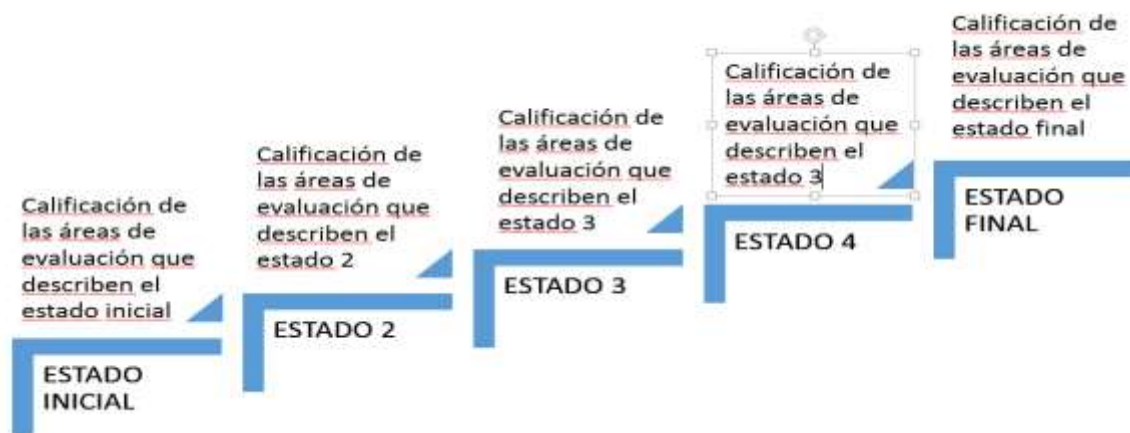 Calificación de
las áreas de
evaluación que
describen el
estado inicial
ESTADO
INICIAL
Calificación de
las áreas de
evaluación que
describen el
estado 2
ESTADO 2
Calificación de
las áreas de
evaluación que
describen el
estado 3
ESTADO 3
Calificación de
las áreas de
evaluación que
describen el
estado 3
ESTADO 4
Calificación de
las áreas de
evaluación que
describen el
estado final
ESTADO
FINAL